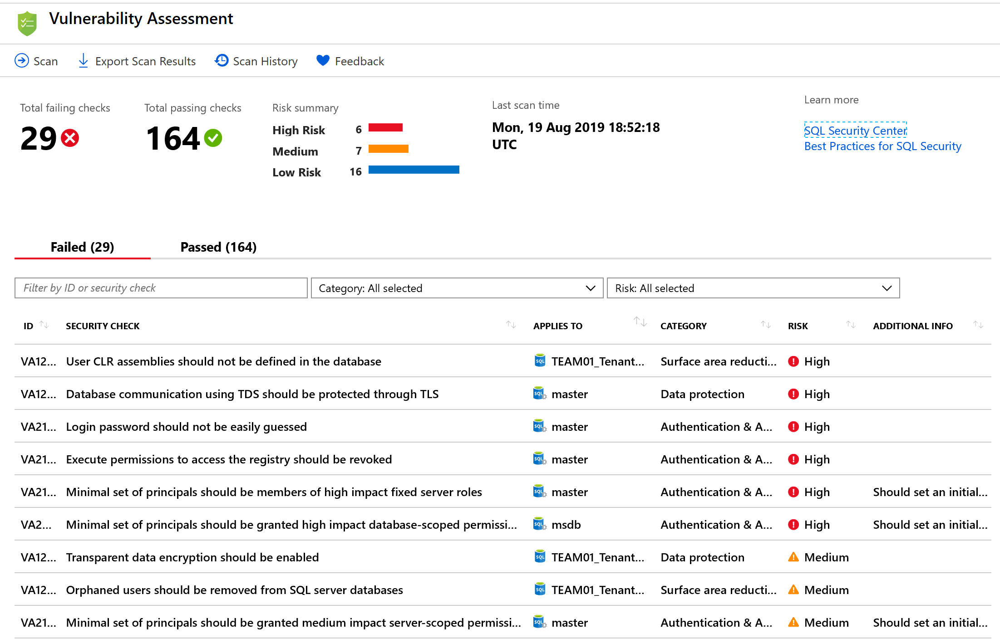 Vulnerability Assessment
Scan Export Scan Results Scan History Feedback
Total failing checks Total passing checks Risk summary Last scan time Learn more
29 164
High Risk 6
Medium 7
Low Risk 16
Mon, 19 Aug 2019 18:52:18
UTC
SQL Security Center
Best Practices for SQL Security
Failed (29) Passed (164)
Filter by ID or security check Category: All selected Risk: All selected
ID SECURITY CHECK APPLIES TO CATEGORY RISK ADDITIONAL INFO
VA12... User CLR assemblies should not be defined in the database SQL TEAM01_Tenant... Surface area reducti... High
VA12... Database communication using TDS should be protected through TLS SQL master Data protection High
VA21... Login password should not be easily guessed SQL master Authentication & A... High
VA21... Execute permissions to access the registry should be revoked SQL master Authentication & A... High
VA21... Minimal set of principals should be members of high impact fixed server roles SQL master Authentication & A... High Should set an initial...
VA2... Minimal set of principals should be granted high impact database-scoped permissi... SQL msdb Authentication & A... High Should set an initial...
VA12... Transparent data encryption should be enabled SQL TEAM01_Tenant... Data protection Medium
VA12... Orphaned users should be removed from SQL server databases SQL TEAM01_Tenant... Surface area reducti... Medium
VA21... Minimal set of principals should be granted medium impact server-scoped permissi... SQL master Authentication & A... Medium Should set an initial...